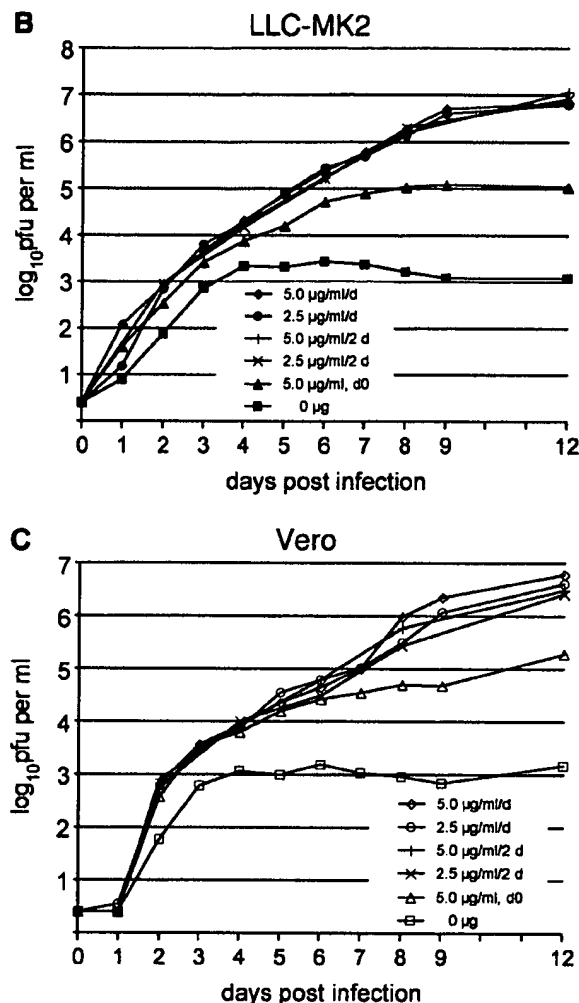 B
LLC-MK2
8
7
6
5
4
3
2
1
log10pfu per ml
5.0 µg/ml/d
2.5 µg/ml/d
5.0 µg/ml/2 d
2.5 µg/ml/2 d
5.0 µg/ml, d0
0 µg
0 1 2 3 4 5 6 7 8 9 12
days post infection
C
Vero
7
6
5
4
3
2
1
log10pfu per ml
5.0 µg/ml/d
2.5 µg/ml/d
5.0 µg/ml/2 d
2.5 µg/ml/2 d
5.0 µg/ml, d0
0 µg
0 1 2 3 4 5 6 7 8 9 12
days post infection